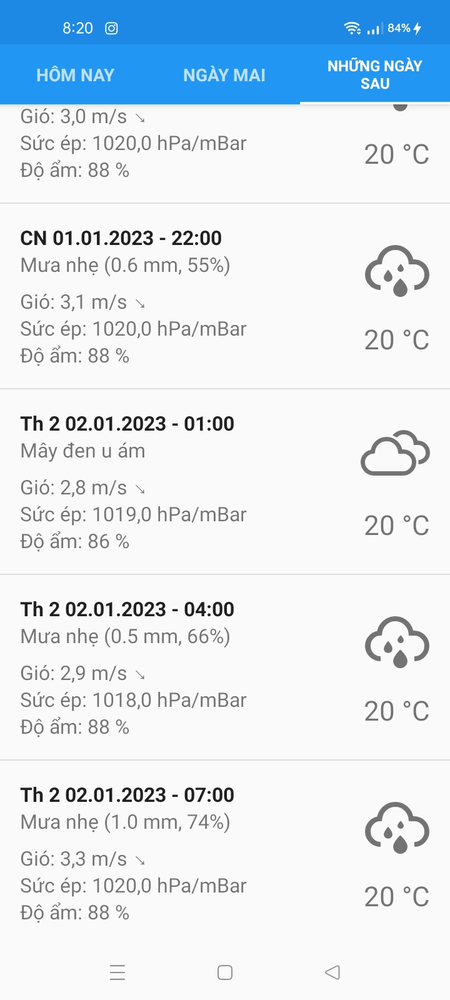 8:20 84%
HÔM NAY NGÀY MAI NHỮNG NGÀY
SAU
Gió: 3,0 m/s ↘
Sức ép: 1020,0 hPa/mBar
Độ ẩm: 88 %
20 °C
CN 01.01.2023 - 22:00
Mưa nhẹ (0.6 mm, 55%)
Gió: 3,1 m/s ↘
Sức ép: 1020,0 hPa/mBar
Độ ẩm: 88 %
20 °C
Th 2 02.01.2023 - 01:00
Mây đen u ám
Gió: 2,8 m/s ↘
Sức ép: 1019,0 hPa/mBar
Độ ẩm: 86 %
20 °C
Th 2 02.01.2023 - 04:00
Mưa nhẹ (0.5 mm, 66%)
Gió: 2,9 m/s ↘
Sức ép: 1018,0 hPa/mBar
Độ ẩm: 88 %
20 °C
Th 2 02.01.2023 - 07:00
Mưa nhẹ (1.0 mm, 74%)
Gió: 3,3 m/s ↘
Sức ép: 1020,0 hPa/mBar
Độ ẩm: 88 %
20 °C